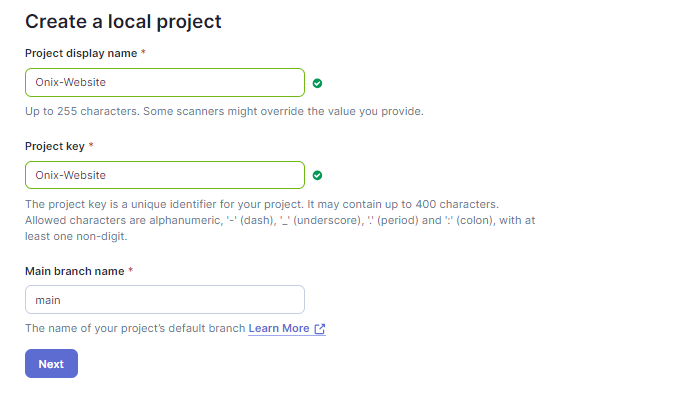 Create a local project
Project display name *
Onix-Website
Up to 255 characters. Some scanners might override the value you provide.
Project key *
Onix-Website
The project key is a unique identifier for your project. It may contain up to 400 characters.
Allowed characters are alphanumeric, '-' (dash), '_' (underscore), '.' (period) and ':' (colon), with at
least one non-digit.
Main branch name *
main
The name of your project's default branch Learn More
Next